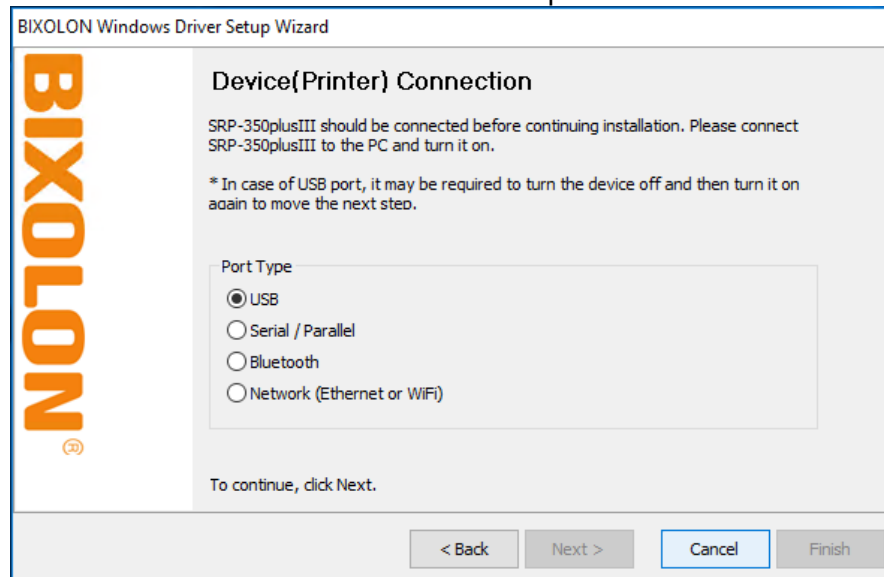 BIXOLON Windows Driver Setup Wizard
BIXOLON®
Device(Printer) Connection
SRP-350plusIII should be connected before continuing installation. Please connect
SRP-350plusIII to the PC and turn it on.
* In case of USB port, it may be required to turn the device off and then turn it on
again to move the next step.
Port Type
USB
Serial / Parallel
Bluetooth
Network (Ethernet or WiFi)
To continue, click Next.
< Back
Next >
Cancel
Finish